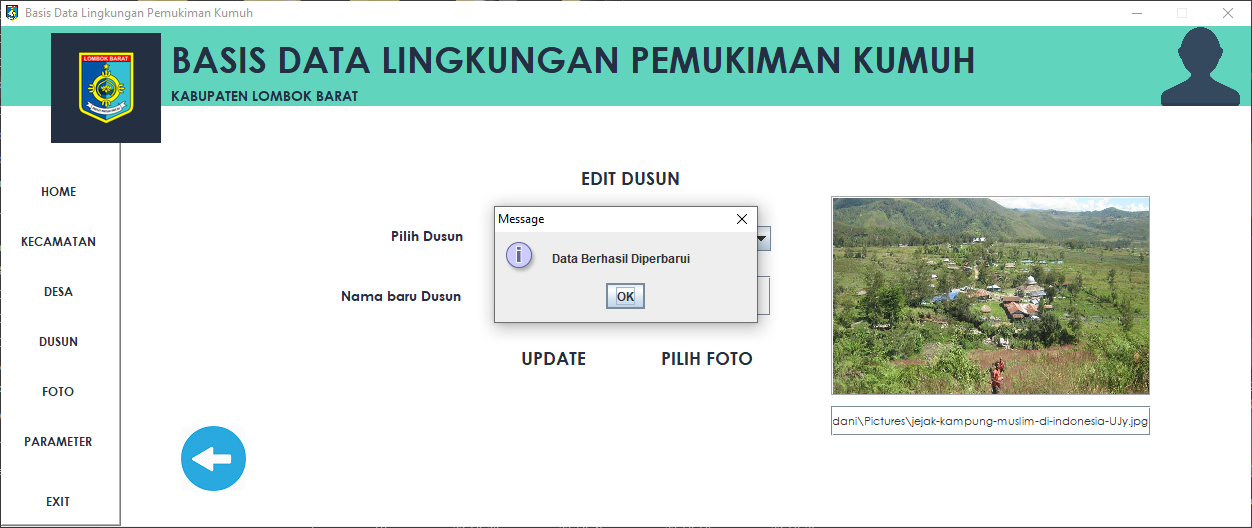 Basis Data Lingkungan Pemukiman Kumuh
LOMBOK BARAT
BASIS DATA LINGKUNGAN PEMUKIMAN KUMUH
KABUPATEN LOMBOK BARAT
HOME
KECAMATAN
DESA
DUSUN
FOTO
PARAMETER
EXIT
EDIT DUSUN
Pilih Dusun
Nama baru Dusun
Message
Data Berhasil Diperbarui
OK
UPDATE
PILIH FOTO
dani\Pictures\jejak-kampung-muslim-di-indonesia-UJy.jpg